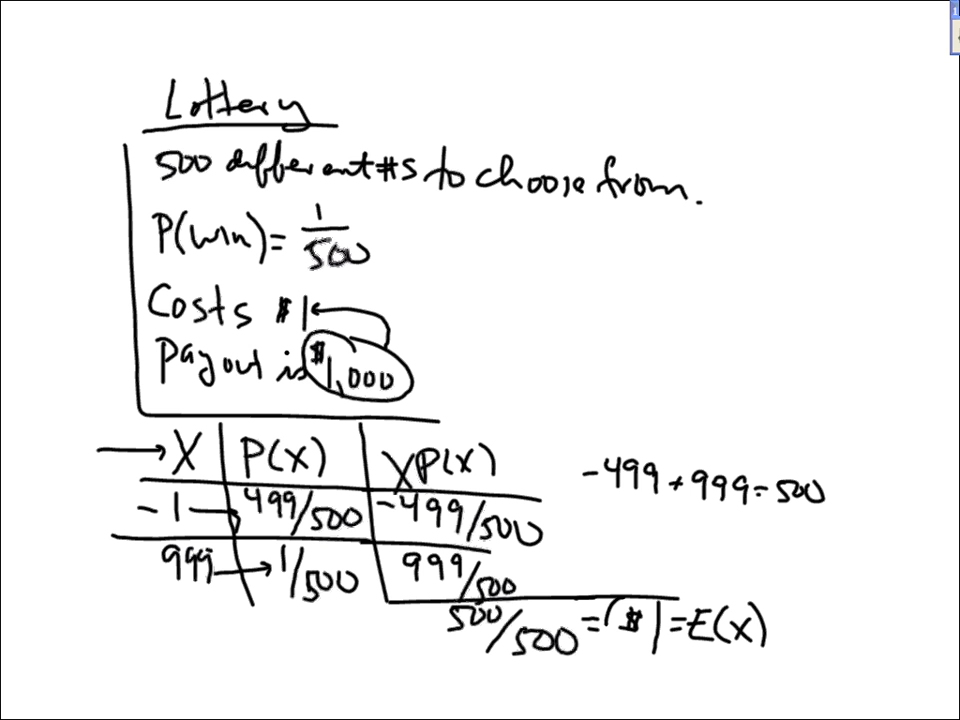 Lottery
500 different #s to choose from.
P(win) = 1/500
Costs $1
Payout is $1,000
X P(X) XP(X)
-1 499/500 -499/500
999 1/500 999/500
500/500 = $1 = E(X)
-499 + 999 = 500
1